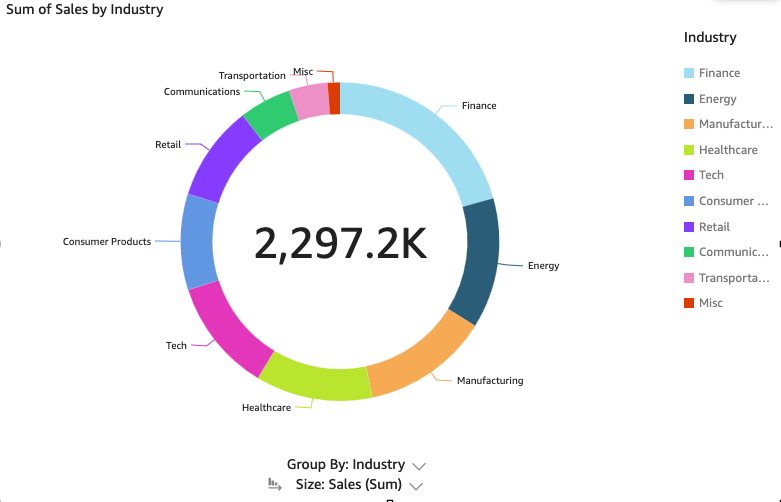 Sum of Sales by Industry
Industry
Finance
Energy
Manufactur...
Healthcare
Tech
Consumer ...
Retail
Communic...
Transporta...
Misc
Misc
Transportation
Communications
Finance
Retail
2,297.2K
Consumer Products
Energy
Tech
Manufacturing
Healthcare
Group By: Industry
Size: Sales (Sum)